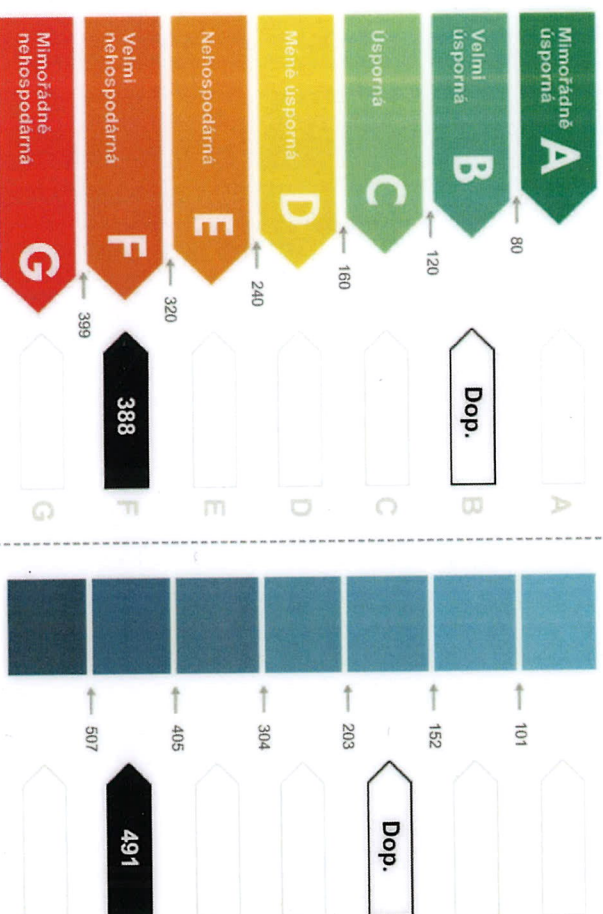 Mimořádně
úsporná
A
A
80
101
Velmi
úsporná
B
Dop.
B
120
152
Úsporná
C
C
Dop.
160
203
Méně úsporná
D
D
240
304
Nehospodárná
E
E
320
405
Velmi
nehospodárná
F
388
F
491
399
507
Mimořádně
nehospodárná
G
G